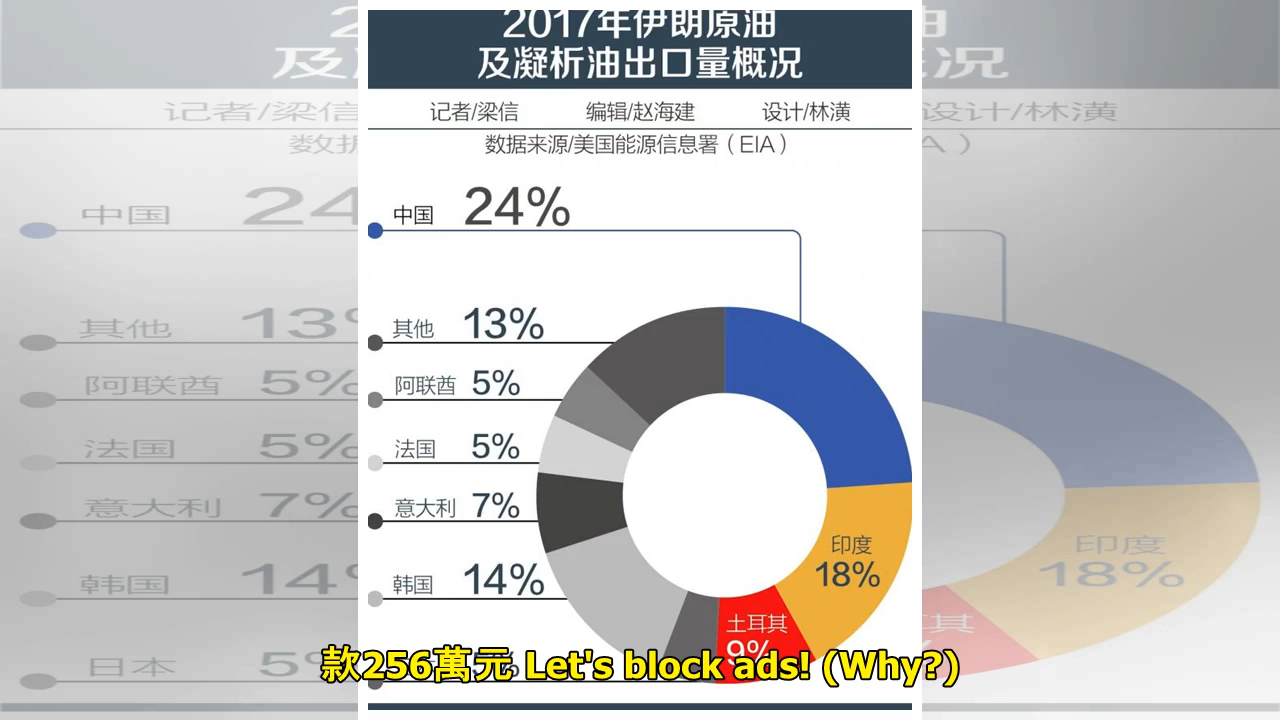 2017年伊朗原油
及凝析油出口量概况
记者/梁信 编辑/赵海建 设计/林潢
数据来源/美国能源信息署（EIA）
中国 24%
其他 13%
阿联酋 5%
法国 5%
意大利 7%
韩国 14%
日本 5%
印度
18%
土耳其
9%
款256萬元 Let's block ads! (Why?)